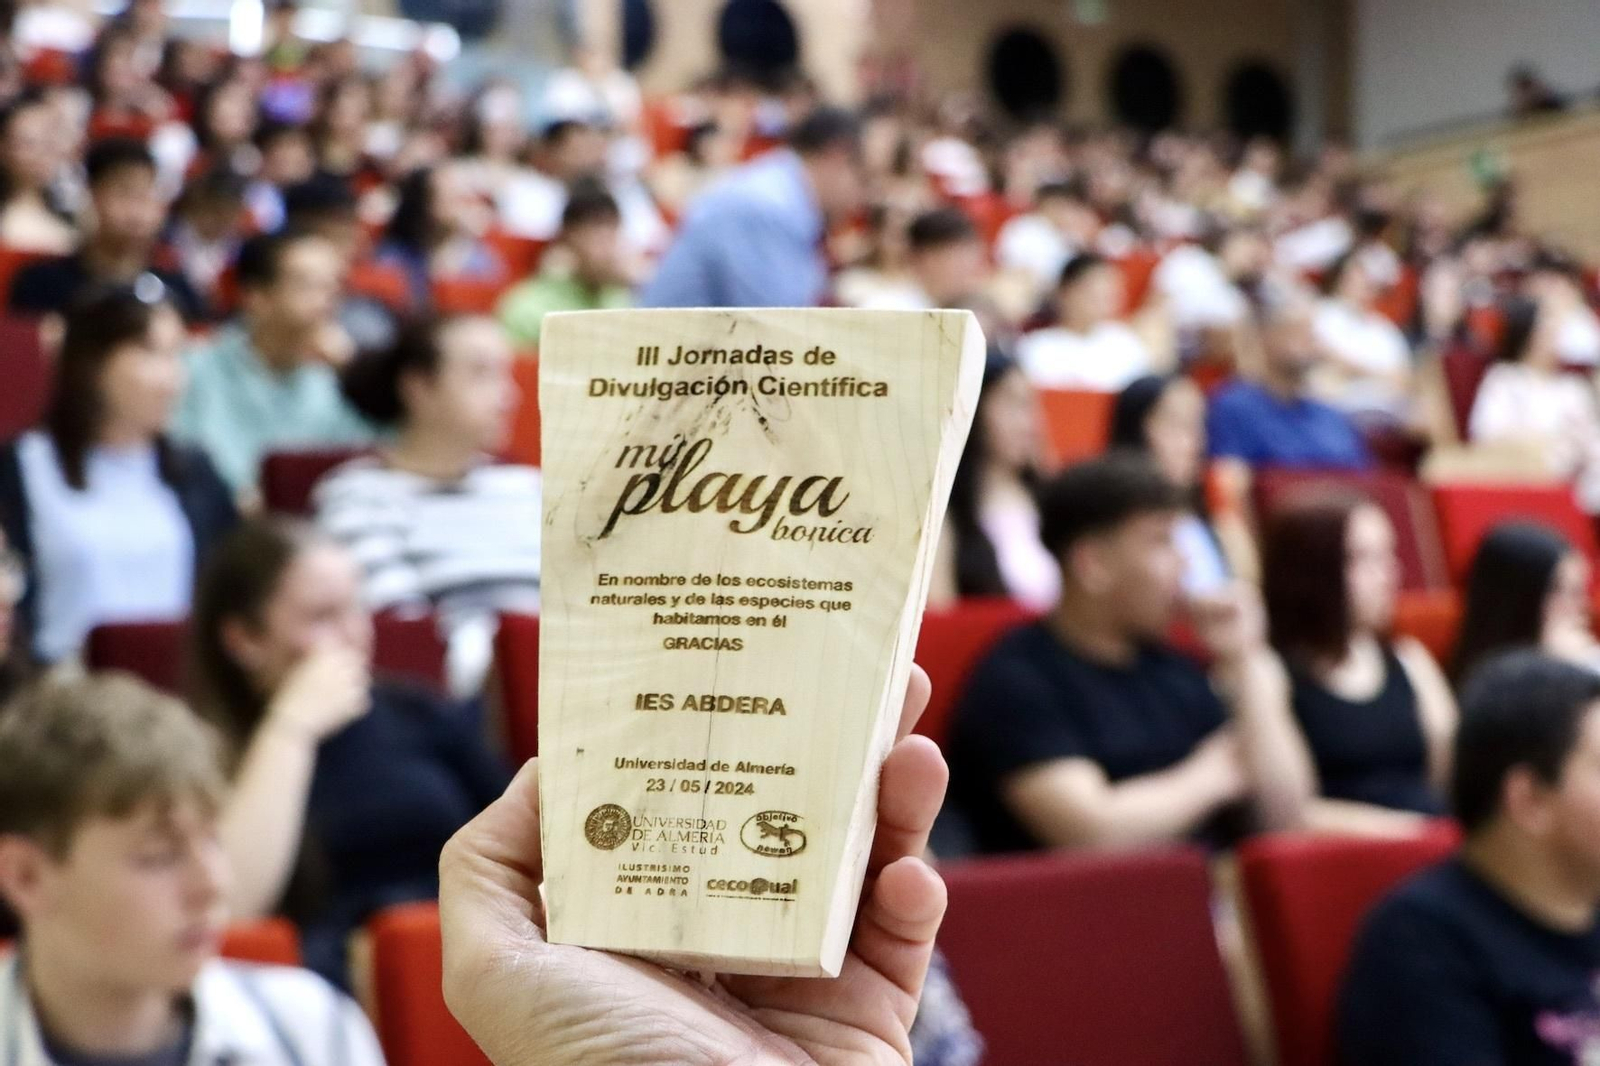 III Jornadas de
Divulgación Científica
mi
playa
bonica
En nombre de los ecosistemas
naturales y de las especies que
habitamos en él
GRACIAS
IES ABDERA
Universidad de Almería
23 / 05 / 2024
UNIVERSIDAD
DE ALMERÍA
Vic. Estud
Objetivo
ILUSTRISIMO
AYUNTAMIENTO
DE ADRA
cecoual